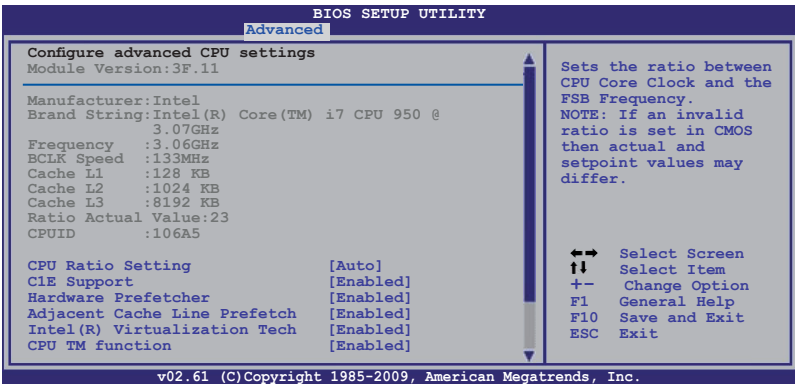 BIOS SETUP UTILITY
Advanced
Configure advanced CPU settings
Module Version:3F.11
Manufacturer:Intel
Brand String:Intel(R) Core(TM) i7 CPU 950 @
3.07GHz
Frequency :3.06GHz
BCLK Speed :133MHz
Cache L1 :128 KB
Cache L2 :1024 KB
Cache L3 :8192 KB
Ratio Actual Value:23
CPUID :106A5
CPU Ratio Setting [Auto]
C1E Support [Enabled]
Hardware Prefetcher [Enabled]
Adjacent Cache Line Prefetch [Enabled]
Intel(R) Virtualization Tech [Enabled]
CPU TM function [Enabled]
Sets the ratio between
CPU Core Clock and the
FSB Frequency.
NOTE: If an invalid
ratio is set in CMOS
then actual and
setpoint values may
differ.
←→ Select Screen
↑↓ Select Item
+- Change Option
F1 General Help
F10 Save and Exit
ESC Exit
v02.61 (C)Copyright 1985-2009, American Megatrends, Inc.